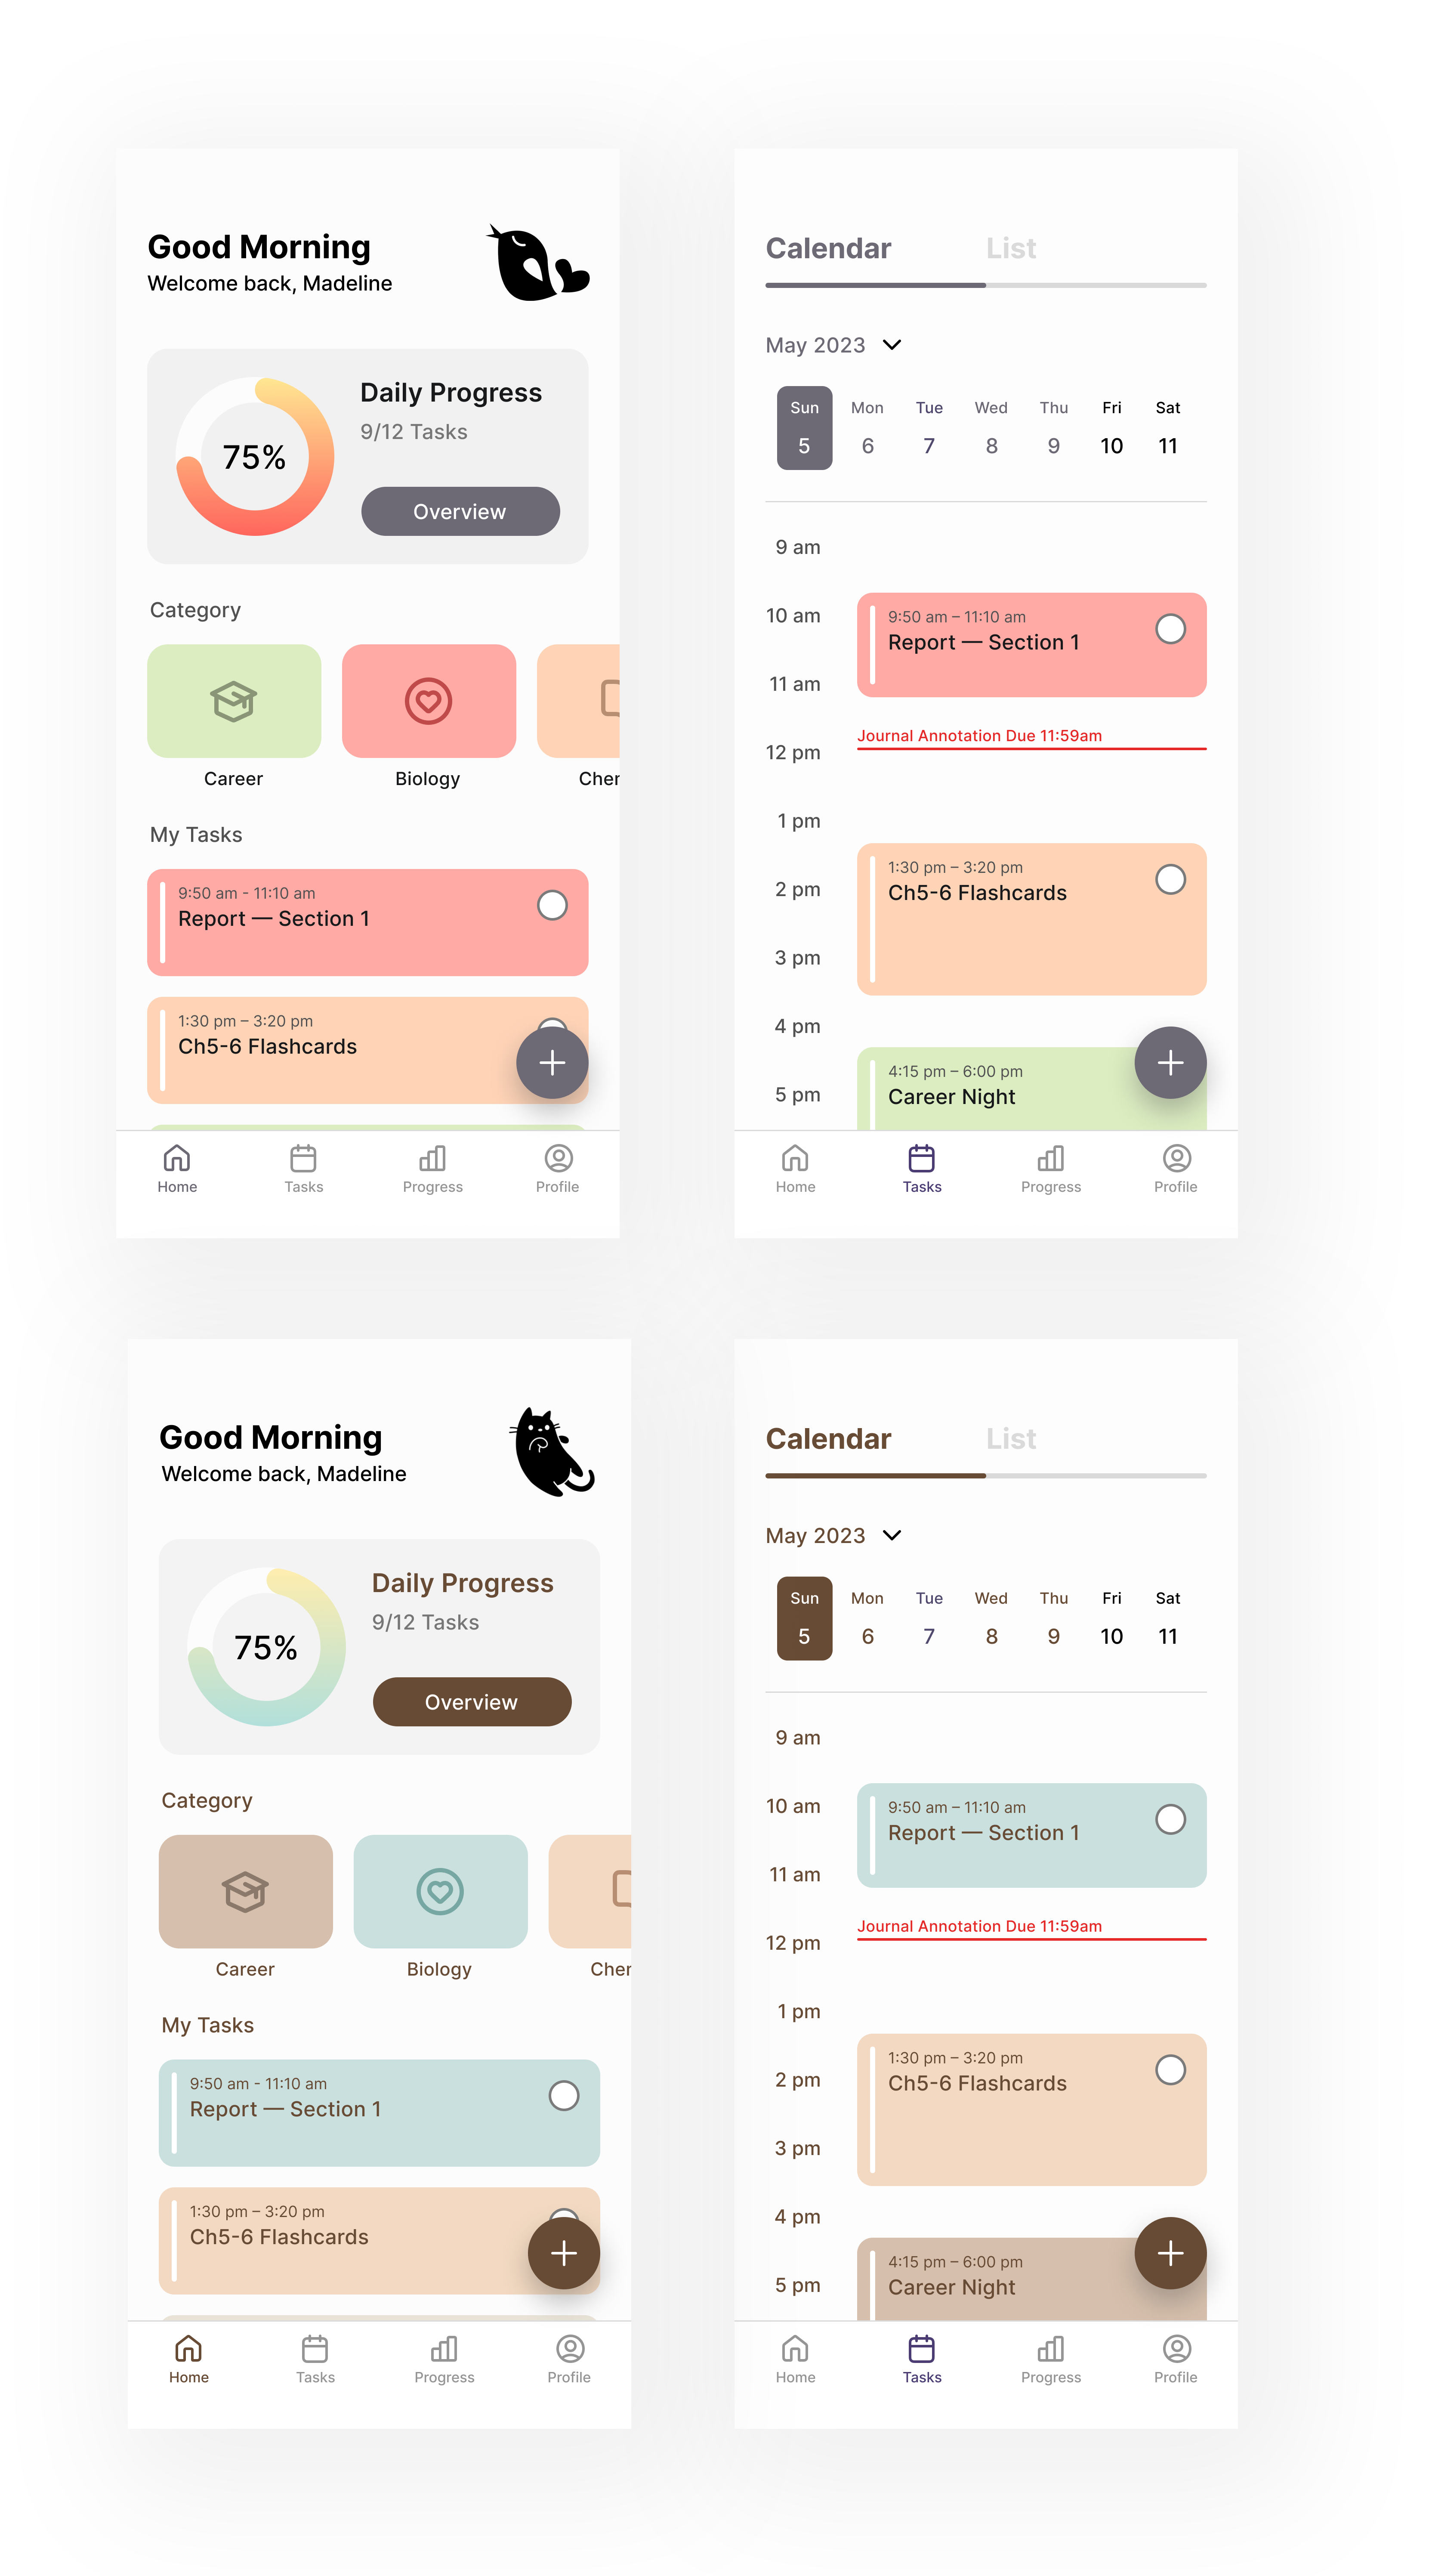 Good Morning
Welcome back, Madeline
75%
Daily Progress
9/12 Tasks
Overview
Category
Career
Biology
Cher
My Tasks
9:50 am - 11:10 am
Report — Section 1
1:30 pm – 3:20 pm
Ch5-6 Flashcards
Home
Tasks
Progress
Profile
Calendar
List
May 2023
Sun Mon Tue Wed Thu Fri Sat
5 6 7 8 9 10 11
9 am
10 am
9:50 am – 11:10 am
Report — Section 1
11 am
Journal Annotation Due 11:59am
12 pm
1 pm
1:30 pm – 3:20 pm
2 pm
Ch5-6 Flashcards
3 pm
4 pm
4:15 pm – 6:00 pm
5 pm
Career Night
Home
Tasks
Progress
Profile
Good Morning
Welcome back, Madeline
75%
Daily Progress
9/12 Tasks
Overview
Category
Career
Biology
Cher
My Tasks
9:50 am - 11:10 am
Report — Section 1
1:30 pm – 3:20 pm
Ch5-6 Flashcards
Home
Tasks
Progress
Profile
Calendar
List
May 2023
Sun Mon Tue Wed Thu Fri Sat
5 6 7 8 9 10 11
9 am
10 am
9:50 am – 11:10 am
Report — Section 1
11 am
Journal Annotation Due 11:59am
12 pm
1 pm
1:30 pm – 3:20 pm
2 pm
Ch5-6 Flashcards
3 pm
4 pm
4:15 pm – 6:00 pm
5 pm
Career Night
Home
Tasks
Progress
Profile